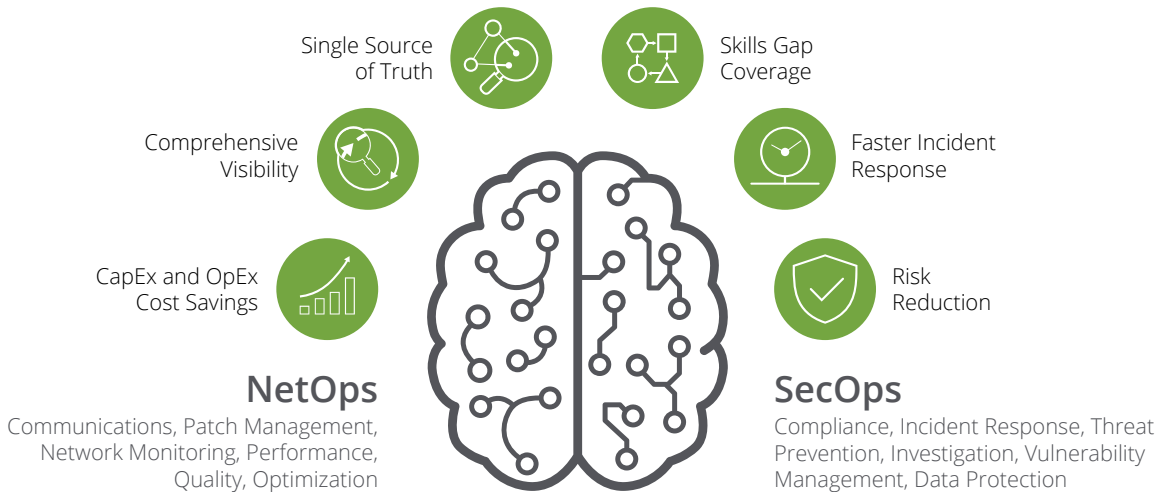 Single Source
of Truth
Skills Gap
Coverage
Comprehensive
Visibility
Faster Incident
Response
CapEx and OpEx
Cost Savings
Risk
Reduction
NetOps
Communications, Patch Management,
Network Monitoring, Performance,
Quality, Optimization
SecOps
Compliance, Incident Response, Threat
Prevention, Investigation, Vulnerability
Management, Data Protection